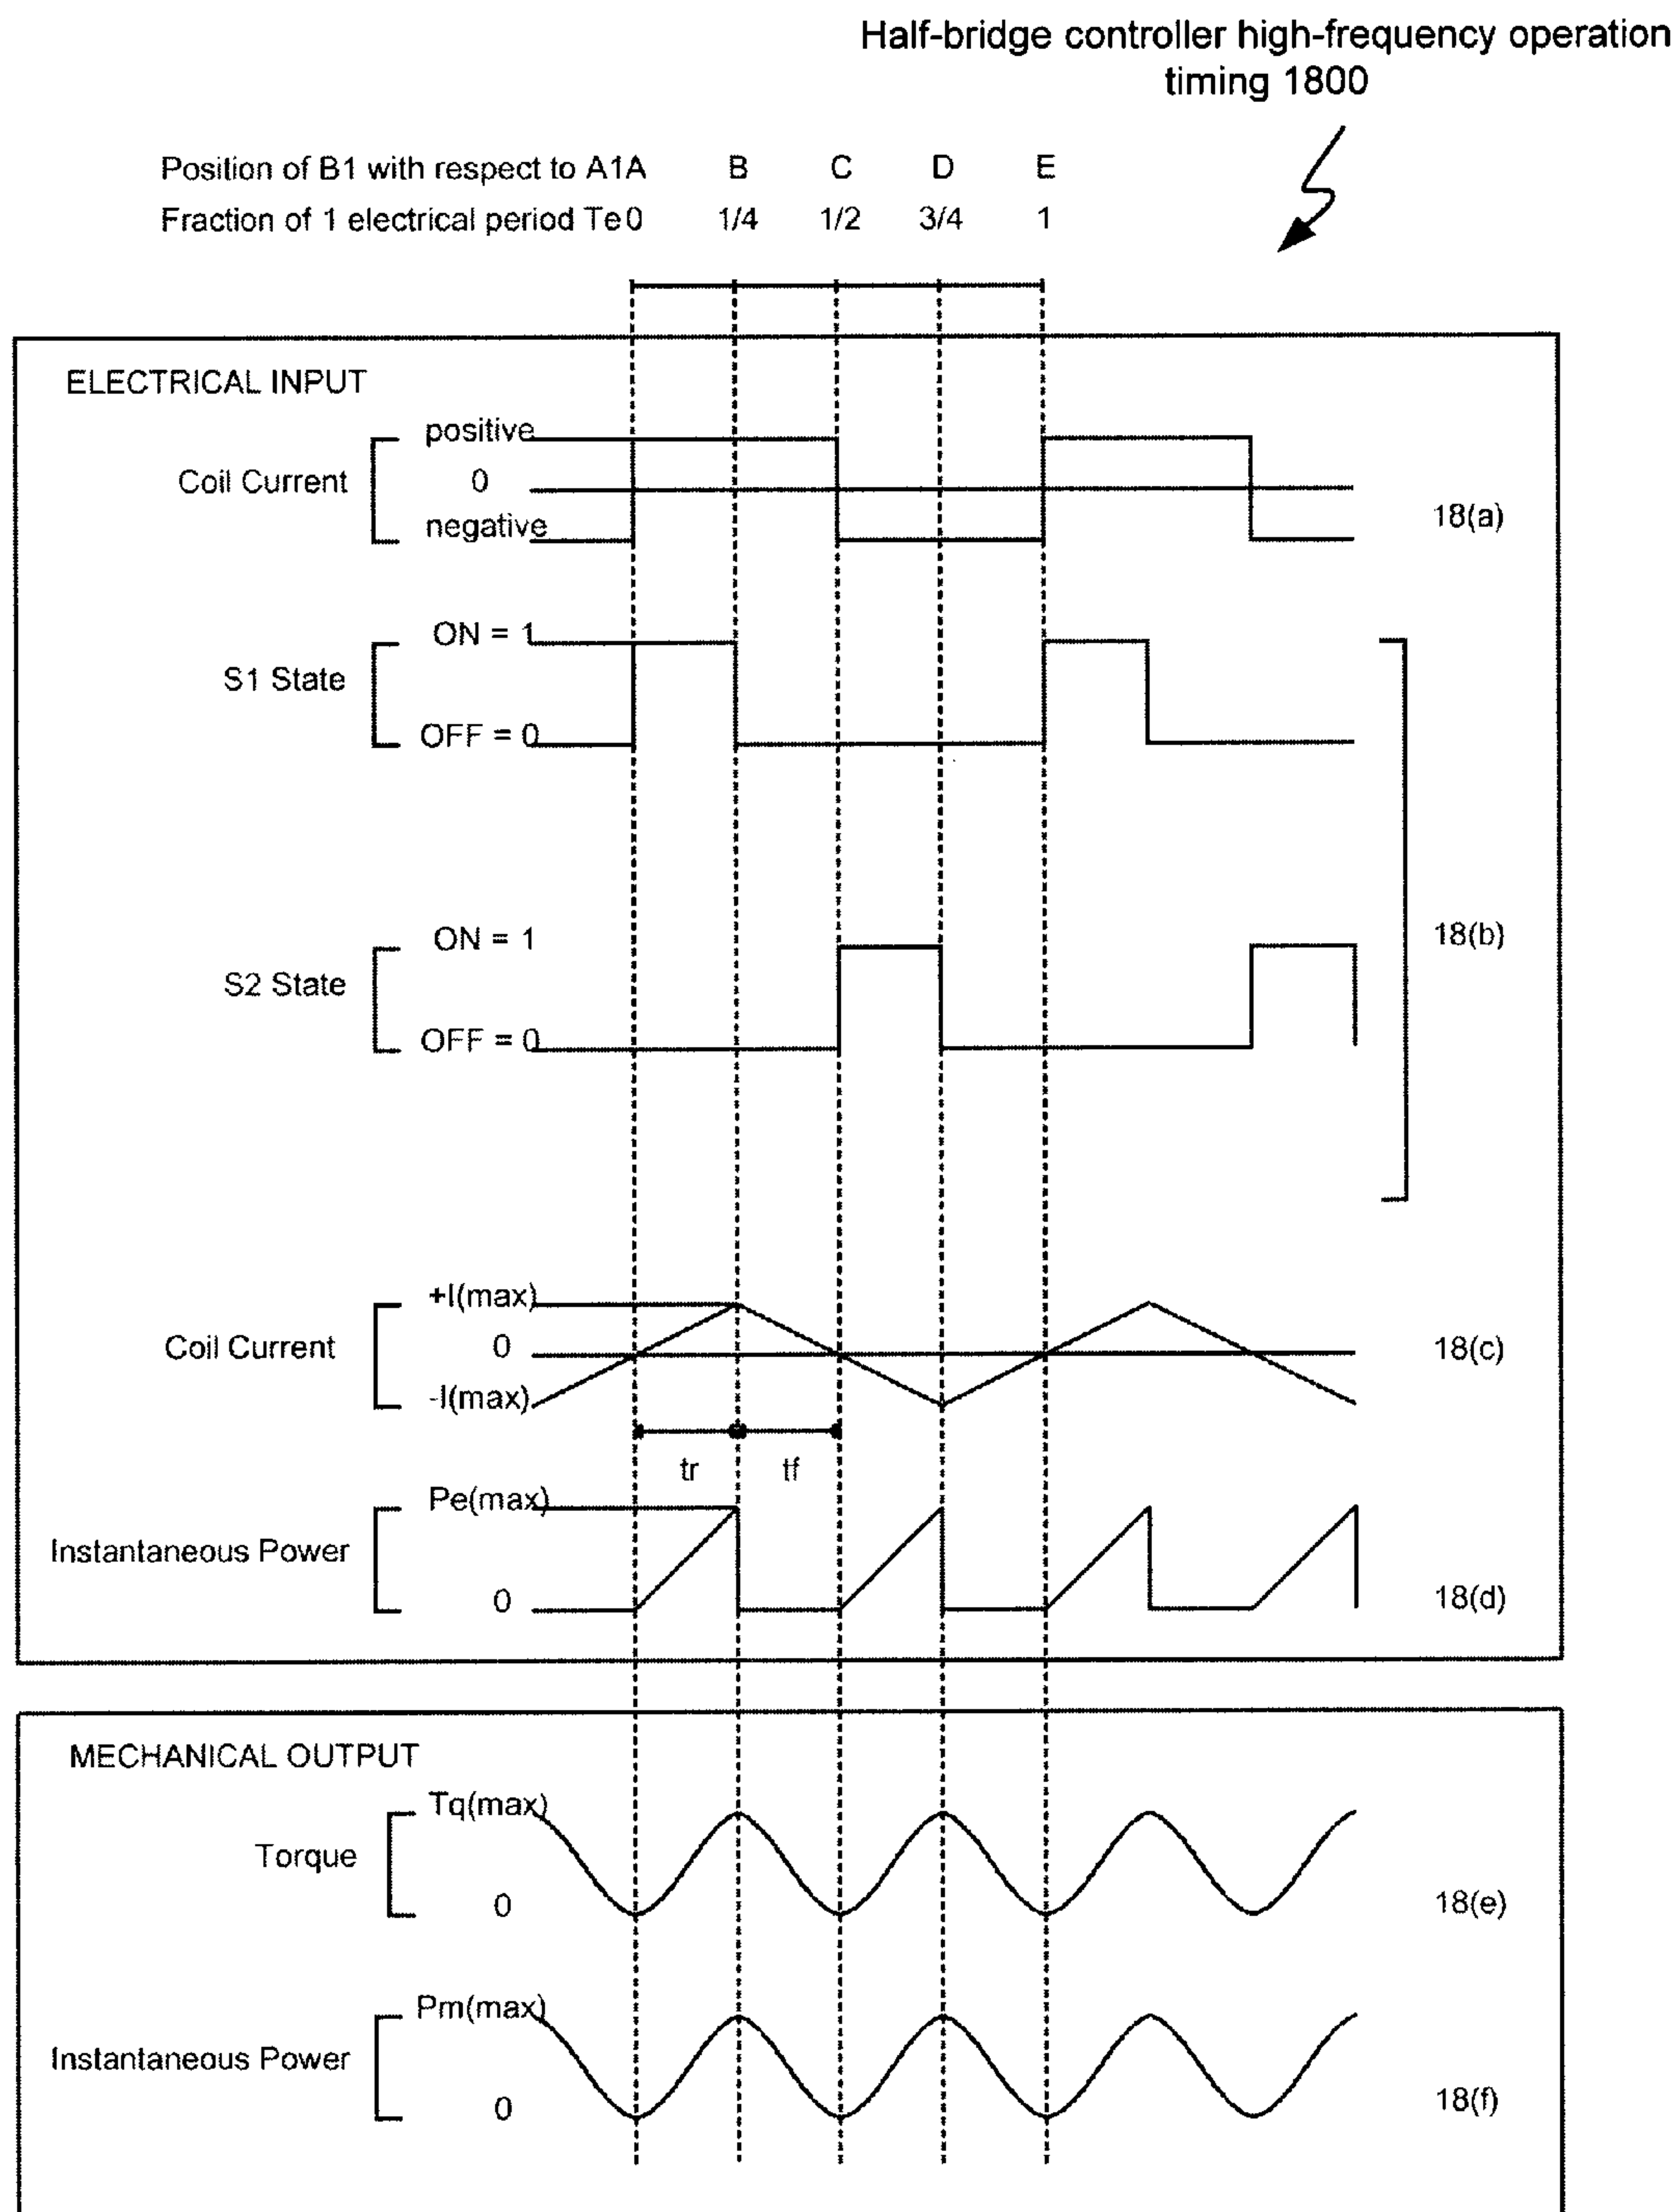 Half-bridge controller high-frequency operation
timing 1800
Position of B1 with respect to A1 A B C D E
Fraction of 1 electrical period Te 0 1/4 1/2 3/4 1
ELECTRICAL INPUT
positive
Coil Current 0
negative
18(a)
ON = 1
S1 State
OFF = 0
ON = 1
18(b)
S2 State
OFF = 0
+I(max)
Coil Current 0 18(c)
-I(max)
tr tf
Pe(max)
Instantaneous Power
0 18(d)
MECHANICAL OUTPUT
Tq(max)
Torque
0 18(e)
Pm(max)
Instantaneous Power
0 18(f)